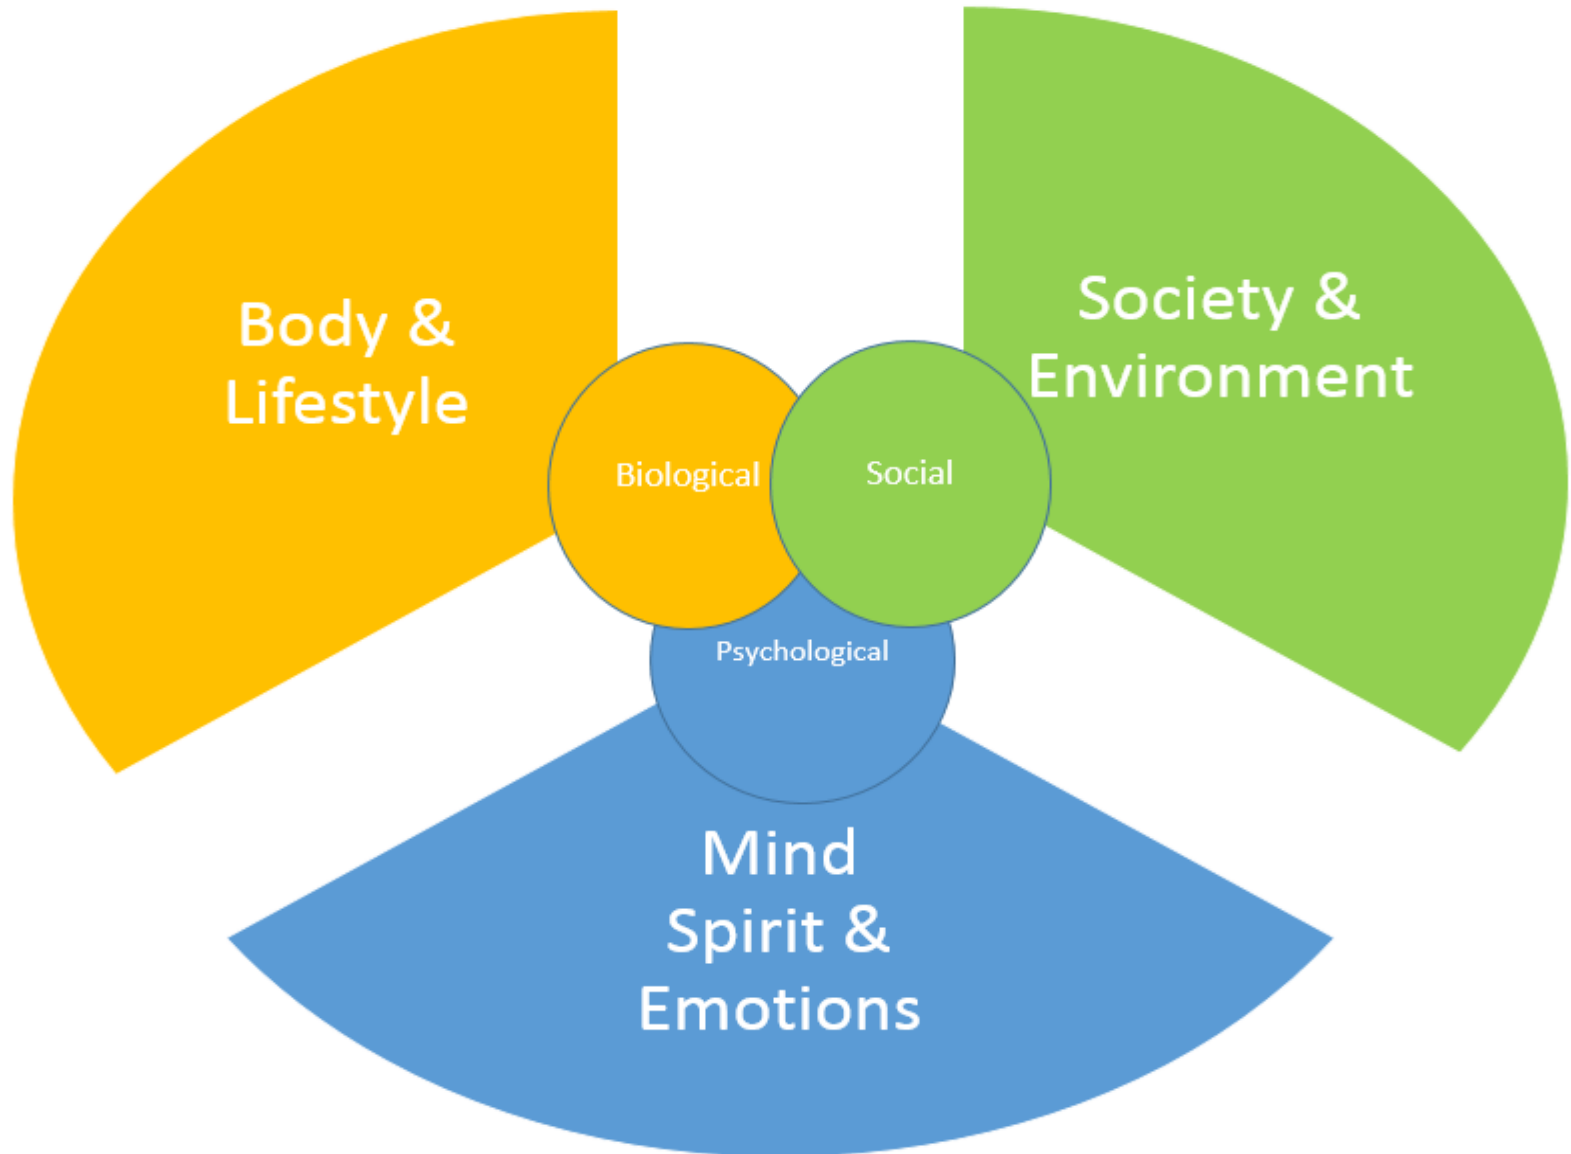 Body &
Lifestyle
Society &
Environment
Biological
Social
Psychological
Mind
Spirit &
Emotions